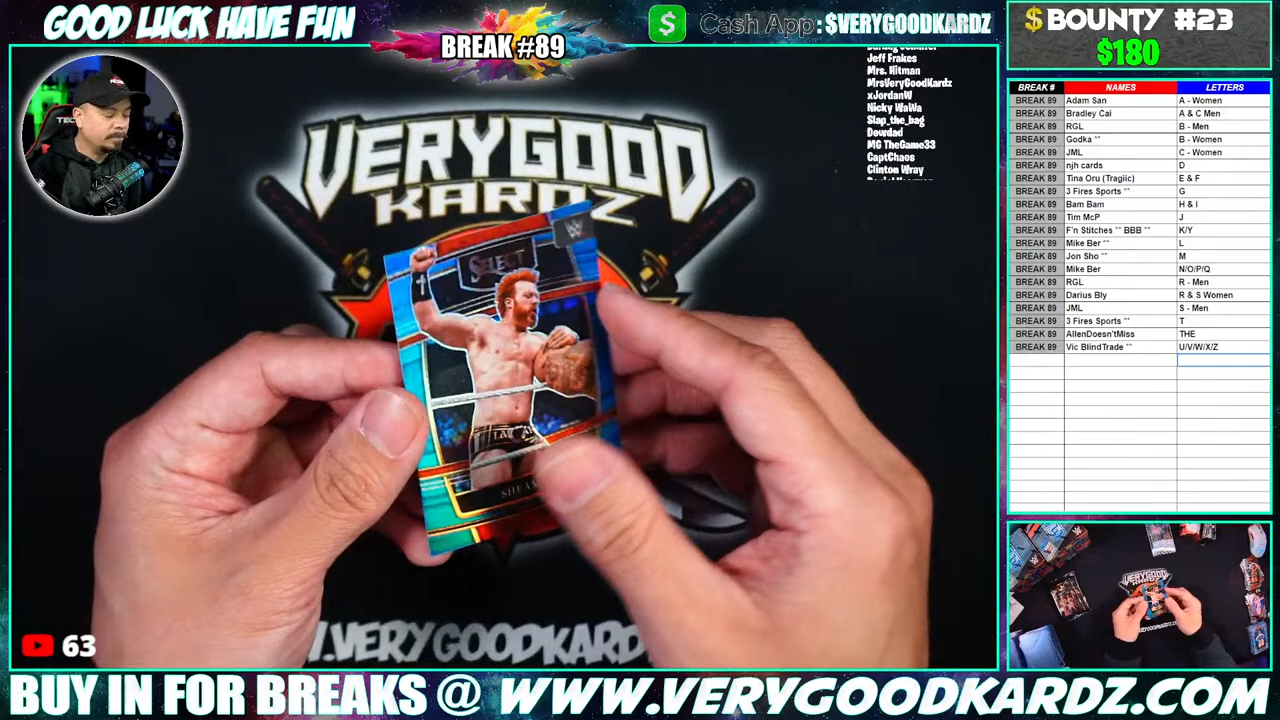 GOOD LUCK HAVE FUN
BREAK #89
Cash App : $VERYGOODKARDZ
$ BOUNTY #23
$180
Jeff Frakes
Mrs. Hitman
MrsVeryGoodKardz
xJordanW
Nicky WaWa
Slap_the_bag
Dowdad
MG TheGame33
CaptChaos
Clinton Wray
BREAK # NAMES LETTERS
BREAK 89 Adam San A - Women
BREAK 89 Bradley Cai A & C Men
BREAK 89 RGL B - Men
BREAK 89 Godka ** B - Women
BREAK 89 JML C - Women
BREAK 89 njh cards D
BREAK 89 Tina Oru (Tragiic) E & F
BREAK 89 3 Fires Sports ** G
BREAK 89 Bam Bam H & I
BREAK 89 Tim McP J
BREAK 89 F'n Stitches ** BBB ** K/Y
BREAK 89 Mike Ber ** L
BREAK 89 Jon Sho ** M
BREAK 89 Mike Ber N/O/P/Q
BREAK 89 RGL R - Men
BREAK 89 Darius Bly R & S Women
BREAK 89 JML S - Men
BREAK 89 3 Fires Sports ** T
BREAK 89 AllenDoesn'tMiss THE
BREAK 89 Vic BlindTrade ** U/V/W/X/Z
VERYGOOD
KARDZ
W
SELECT
.VERYGOODKARDZ
63
VERYGOOD
KARDZ
BUY IN FOR BREAKS @ WWW.VERYGOODKARDZ.COM